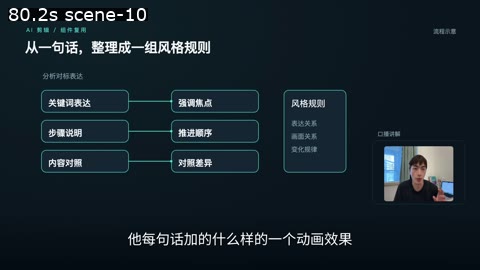 80.2s scene-10
AI 剪辑 / 组件复用
从一句话，整理成一组风格规则
流程示意
分析对标表达
关键词表达
强调焦点
步骤说明
推进顺序
内容对照
对照差异
风格规则
表达关系
画面关系
变化规律
口播讲解
他每句话加的什么样的一个动画效果